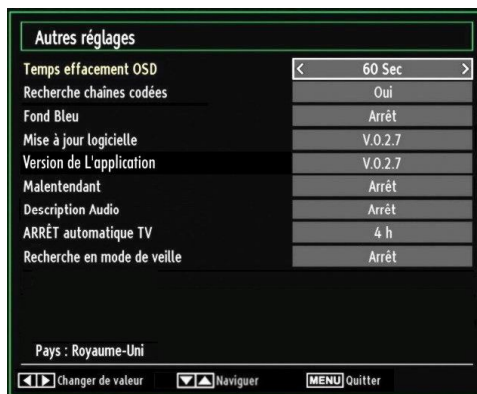 Autres réglages
Temps effacement OSD < 60 Sec >
Recherche chaînes codées Oui
Fond Bleu Arrêt
Mise à jour logicielle V.0.2.7
Version de L'application V.0.2.7
Malentendant Arrêt
Description Audio Arrêt
ARRÊT automatique TV 4 h
Recherche en mode de veille Arrêt
Pays : Royaume-Uni
Changer de valeur Naviguer MENU Quitter